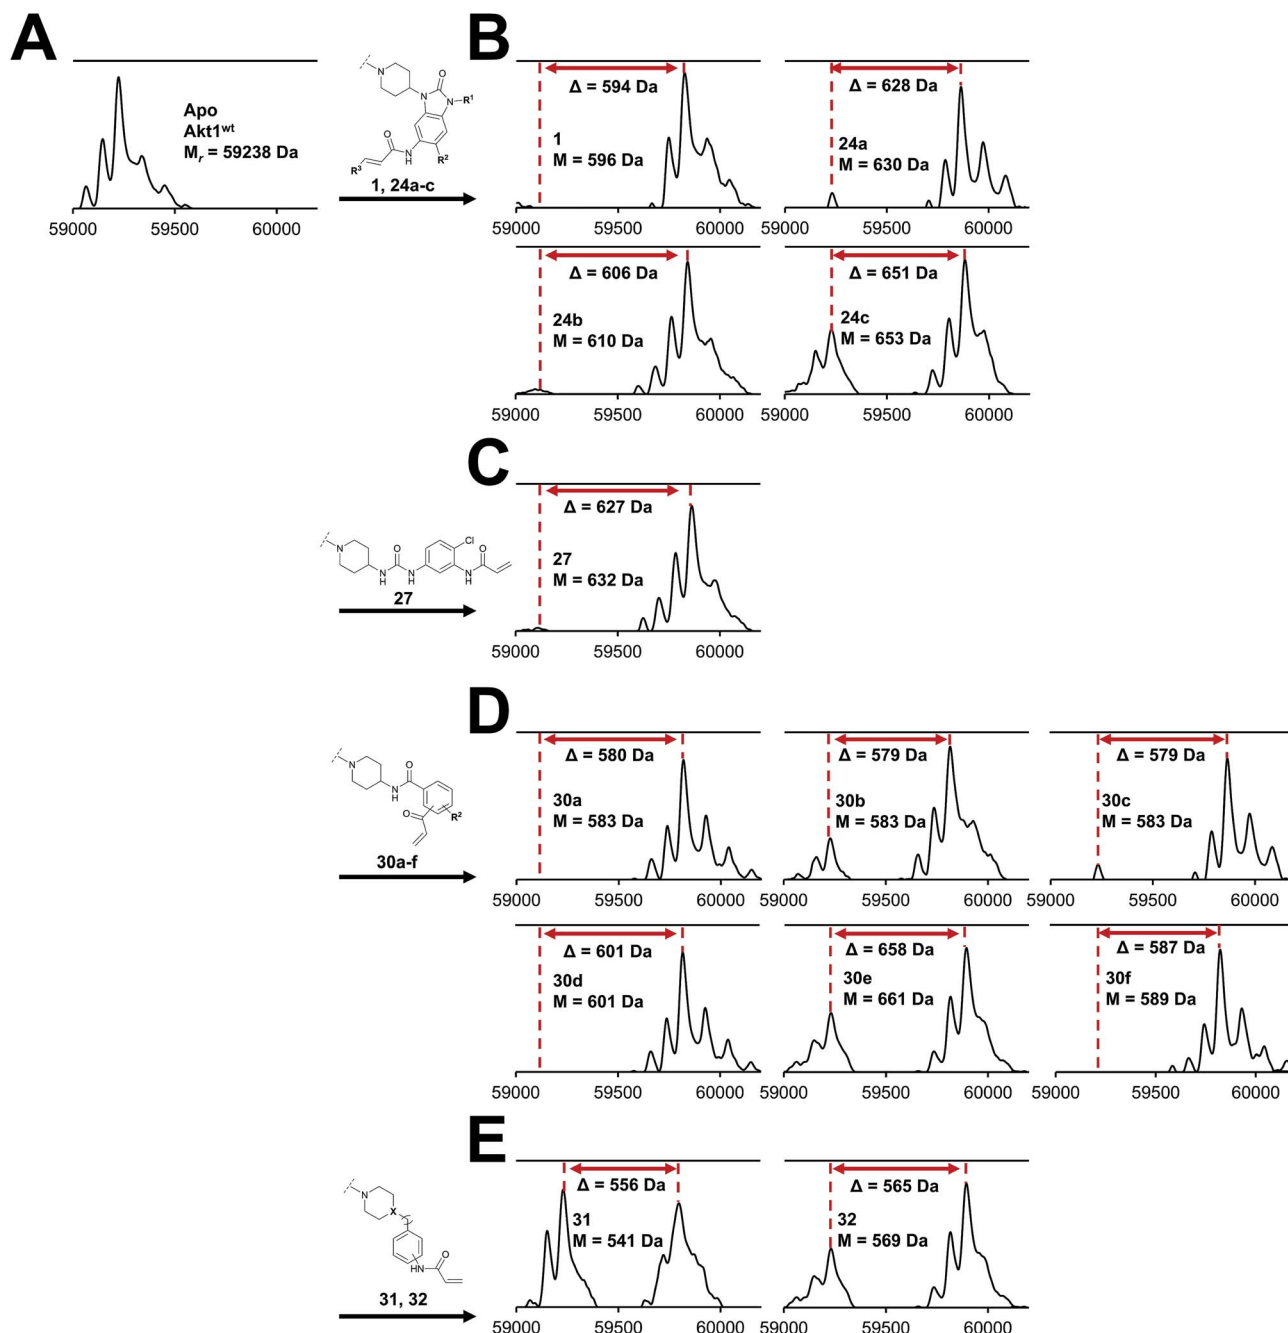 A
Apo
Akt1wt
Mr = 59238 Da
59000 59500 60000
N
O
N
N-R1
O
R3
N
H
R2
1, 24a-c
B
Δ = 594 Da
1
M = 596 Da
59000 59500 60000
Δ = 628 Da
24a
M = 630 Da
59000 59500 60000
Δ = 606 Da
24b
M = 610 Da
59000 59500 60000
Δ = 651 Da
24c
M = 653 Da
59000 59500 60000
C
N
N
H
O
N
H
Cl
N
H
O
27
Δ = 627 Da
27
M = 632 Da
59000 59500 60000
D
N
N
H
O
O
R2
30a-f
Δ = 580 Da
30a
M = 583 Da
59000 59500 60000
Δ = 579 Da
30b
M = 583 Da
59000 59500 60000
Δ = 579 Da
30c
M = 583 Da
59000 59500 60000
Δ = 601 Da
30d
M = 601 Da
59000 59500 60000
Δ = 658 Da
30e
M = 661 Da
59000 59500 60000
Δ = 587 Da
30f
M = 589 Da
59000 59500 60000
E
N
X
HN
O
31, 32
Δ = 556 Da
31
M = 541 Da
59000 59500 60000
Δ = 565 Da
32
M = 569 Da
59000 59500 60000